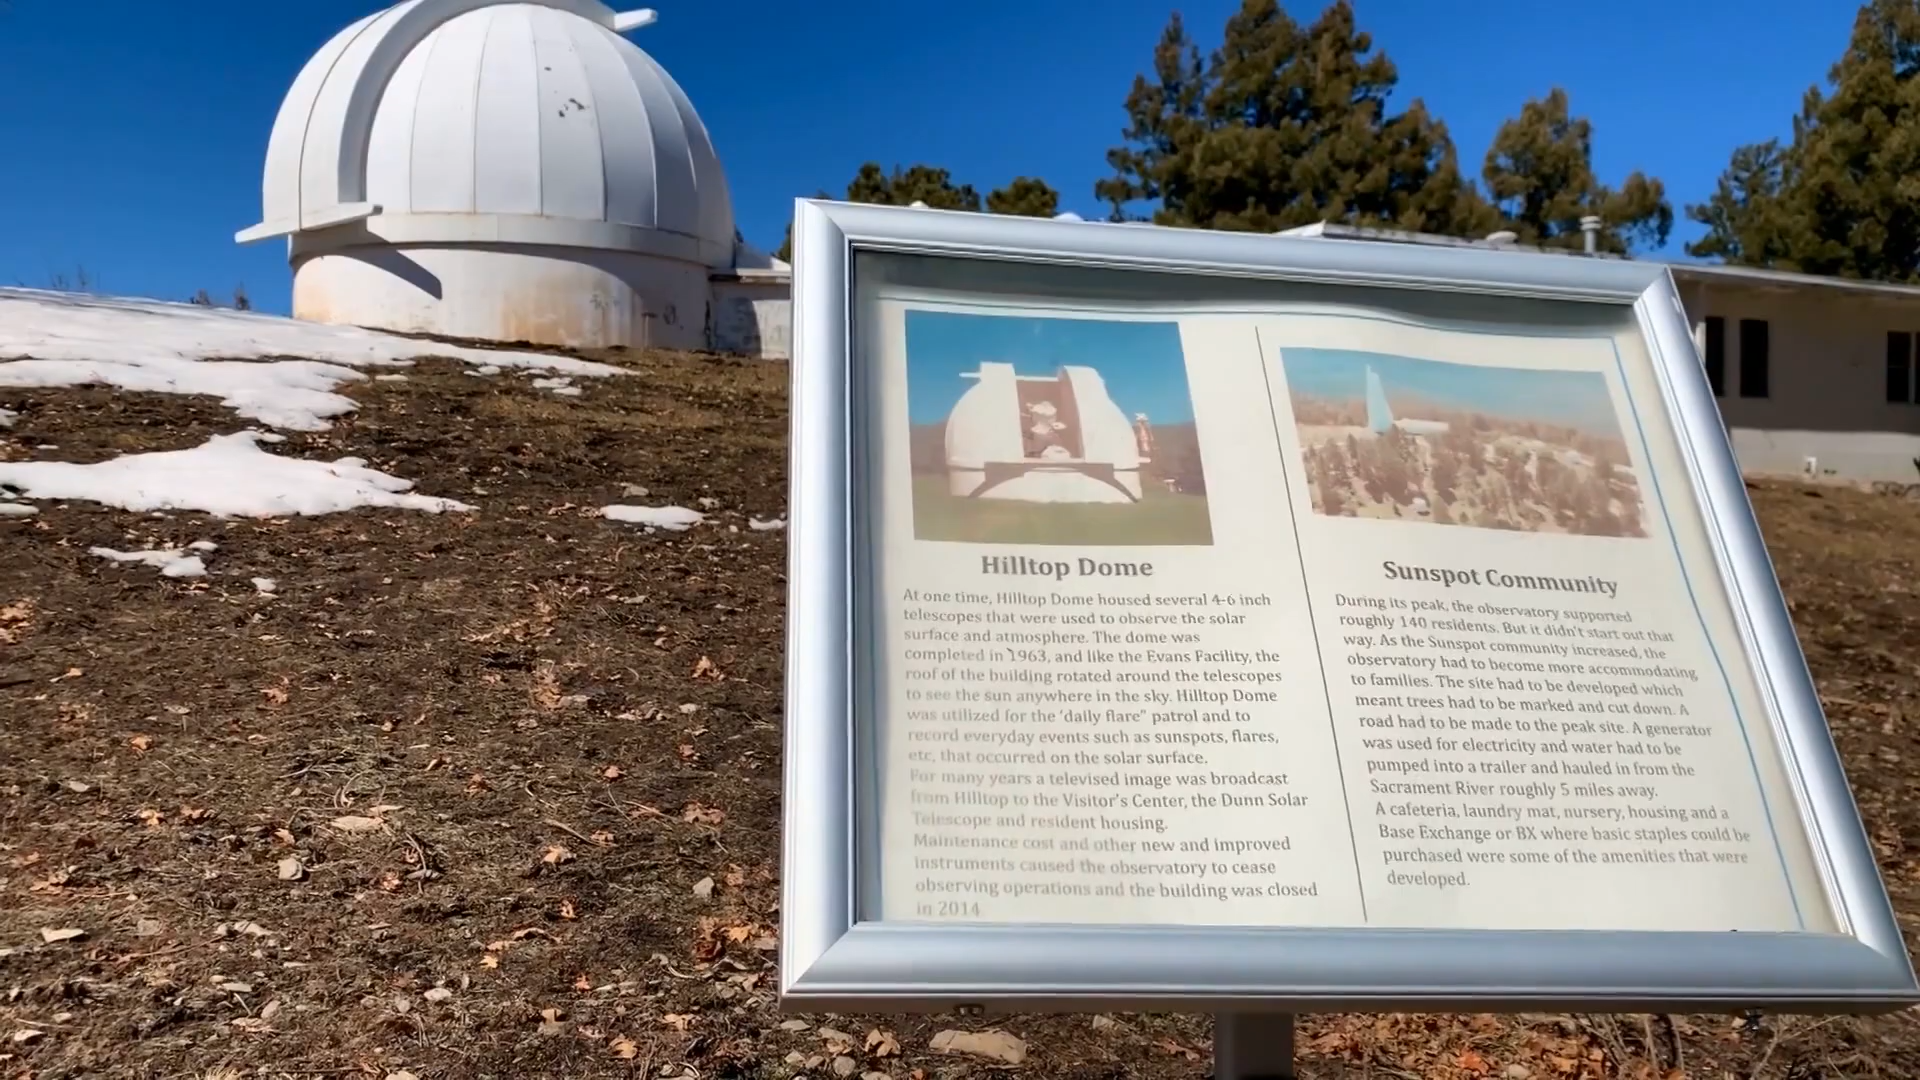 Hilltop Dome
At one time, Hilltop Dome housed several 4-6 inch
telescopes that were used to observe the solar
surface and atmosphere. The dome was
completed in 1963, and like the Evans Facility, the
roof of the building rotated around the telescopes
to see the sun anywhere in the sky. Hilltop Dome
was utilized for the 'daily flare" patrol and to
record everyday events such as sunspots, flares,
etc, that occurred on the solar surface.
For many years a televised image was broadcast
from Hilltop to the Visitor's Center, the Dunn Solar
Telescope and resident housing.
Maintenance cost and other new and improved
instruments caused the observatory to cease
observing operations and the building was closed
in 2014
Sunspot Community
During its peak, the observatory supported
roughly 140 residents. But it didn't start out that
way. As the Sunspot community increased, the
observatory had to become more accommodating
to families. The site had to be developed which
meant trees had to be marked and cut down. A
road had to be made to the peak site. A generator
was used for electricity and water had to be
pumped into a trailer and hauled in from the
Sacrament River roughly 5 miles away.
A cafeteria, laundry mat, nursery, housing and a
Base Exchange or BX where basic staples could be
purchased were some of the amenities that were
developed.